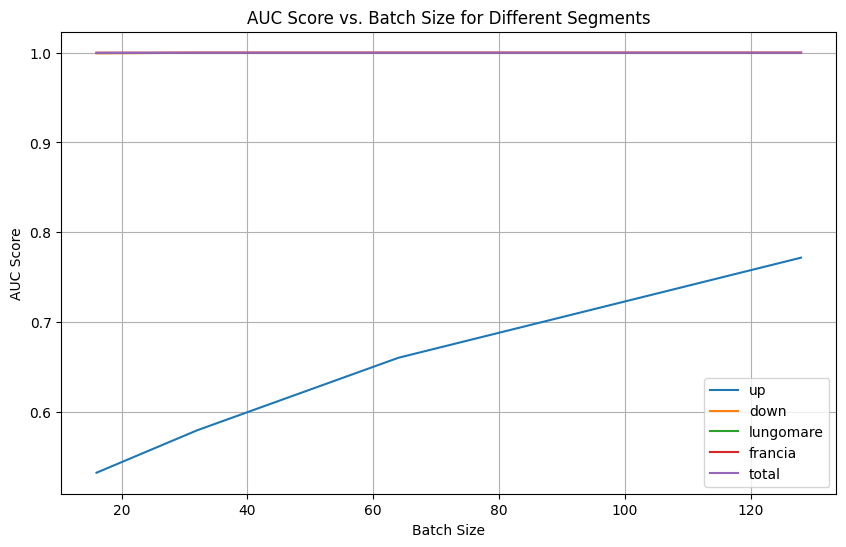 AUC Score vs. Batch Size for Different Segments
1.0
0.9
0.8
0.7
0.6
AUC Score
20
40
60
80
100
120
Batch Size
up
down
lungomare
francia
total